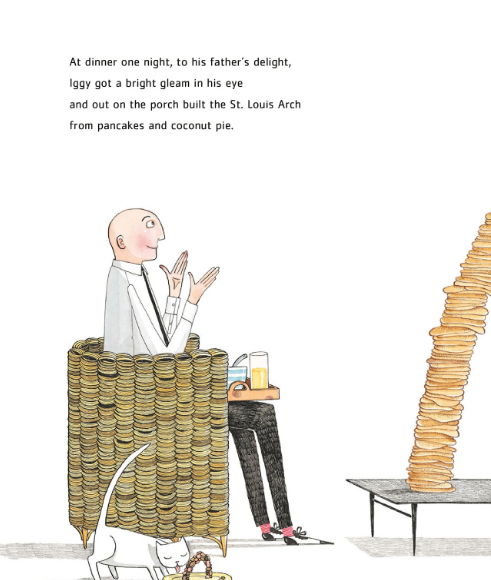 At dinner one night, to his father's delight,
Iggy got a bright gleam in his eye
and out on the porch built the St. Louis Arch
from pancakes and coconut pie.